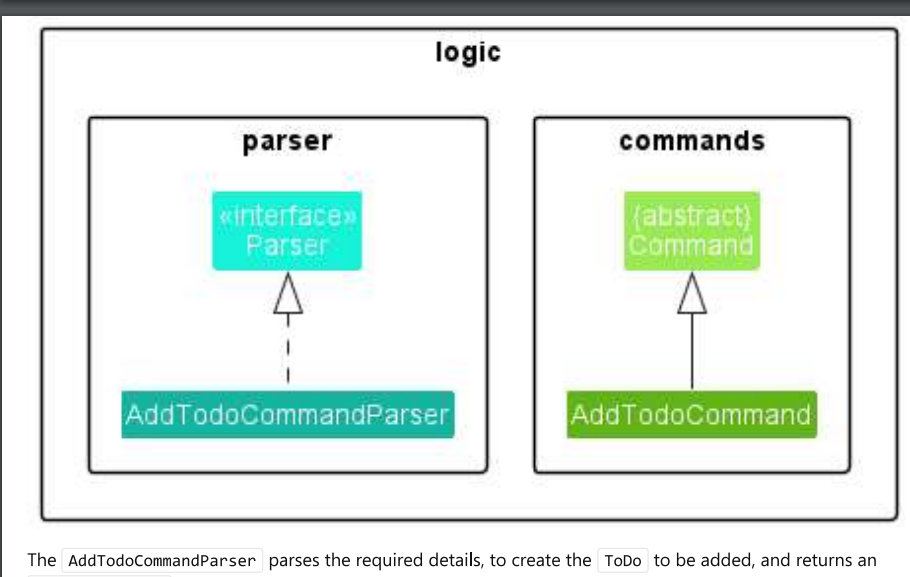 logic
parser
commands
«interface»
Parser
{abstract}
Command
AddTodoCommandParser
AddTodoCommand
The AddTodoCommandParser parses the required details, to create the ToDo to be added, and returns an